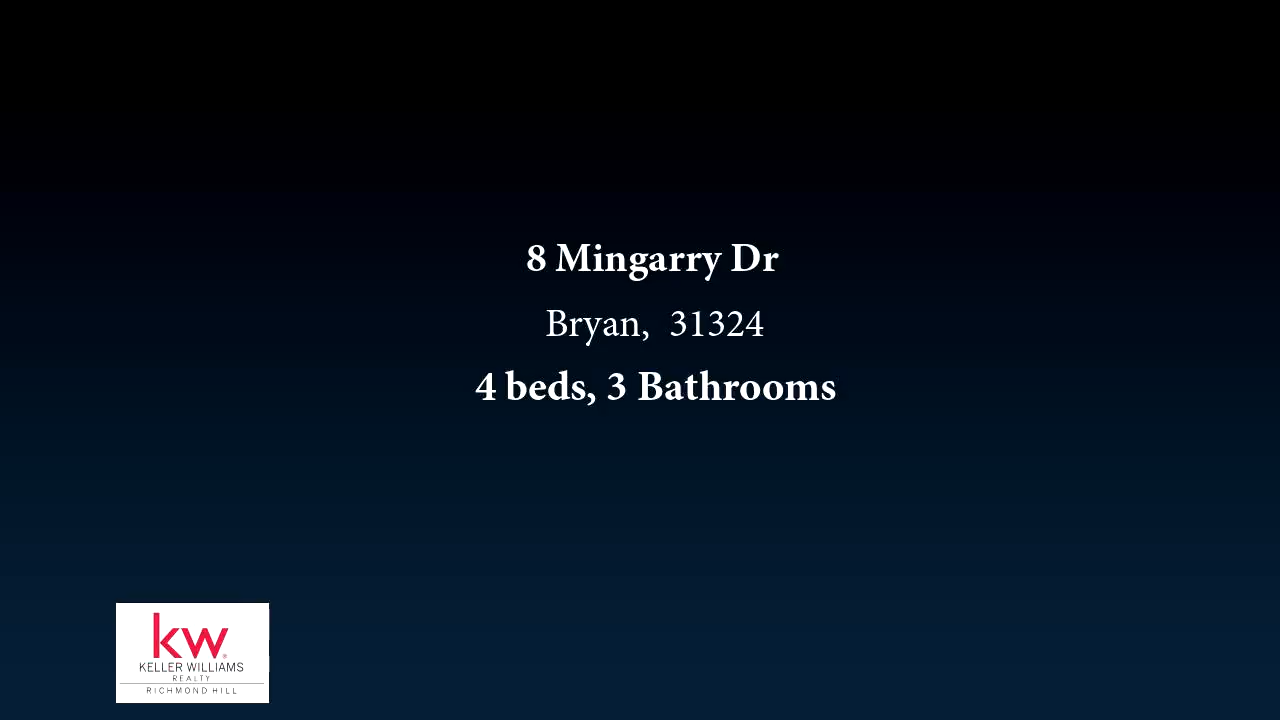 8 Mingarry Dr
Bryan,  31324
4 beds, 3 Bathrooms
kw®
KELLER WILLIAMS
REALTY
RICHMOND HILL